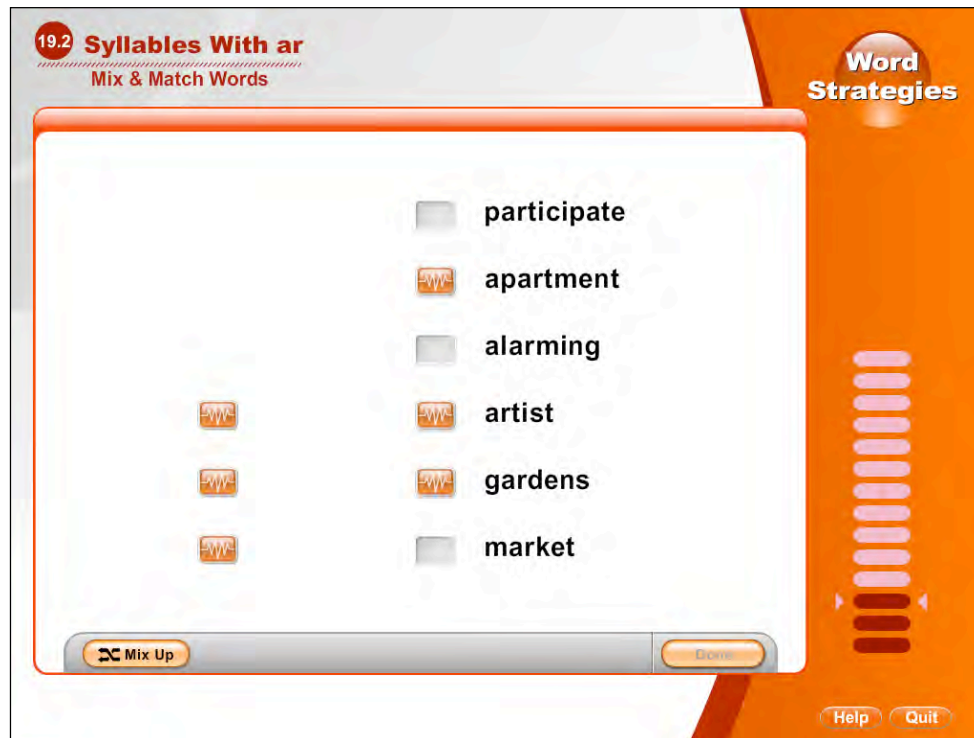 19.2 Syllables With ar
Mix & Match Words
Word
Strategies
participate
apartment
alarming
artist
gardens
market
Mix Up
Done
Help
Quit